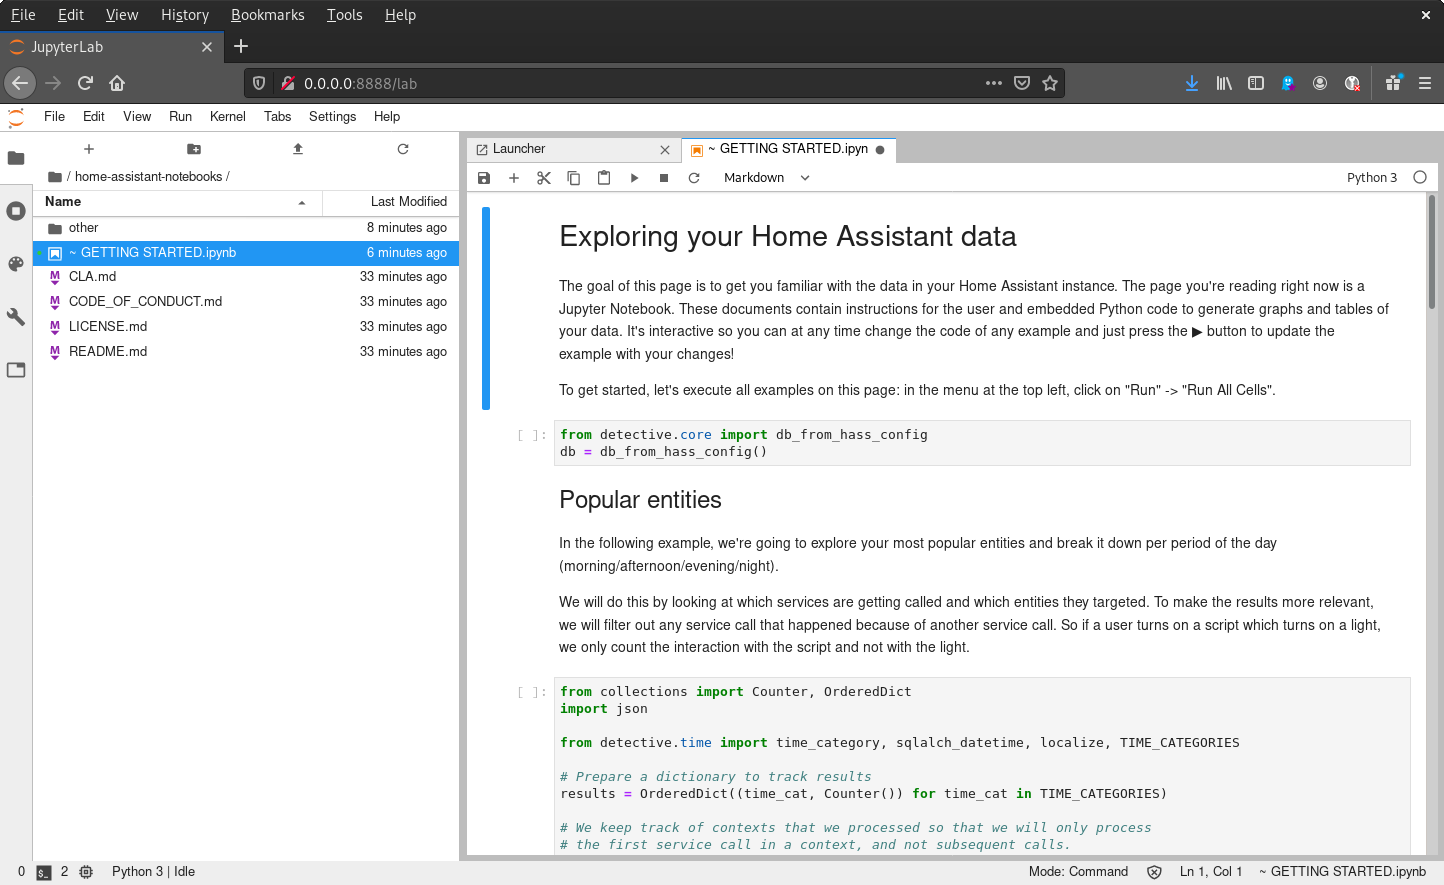 File Edit View History Bookmarks Tools Help
JupyterLab
0.0.0.0:8888/lab
File Edit View Run Kernel Tabs Settings Help
/ home-assistant-notebooks /
Name Last Modified
other 8 minutes ago
~ GETTING STARTED.ipynb 6 minutes ago
CLA.md 33 minutes ago
CODE_OF_CONDUCT.md 33 minutes ago
LICENSE.md 33 minutes ago
README.md 33 minutes ago
Launcher ~ GETTING STARTED.ipyn
Markdown Python 3
Exploring your Home Assistant data
The goal of this page is to get you familiar with the data in your Home Assistant instance. The page you're reading right now is a
Jupyter Notebook. These documents contain instructions for the user and embedded Python code to generate graphs and tables of
your data. It's interactive so you can at any time change the code of any example and just press the ▶ button to update the
example with your changes!
To get started, let's execute all examples on this page: in the menu at the top left, click on "Run" -> "Run All Cells".
[ ]: from detective.core import db_from_hass_config
db = db_from_hass_config()
Popular entities
In the following example, we're going to explore your most popular entities and break it down per period of the day
(morning/afternoon/evening/night).
We will do this by looking at which services are getting called and which entities they targeted. To make the results more relevant,
we will filter out any service call that happened because of another service call. So if a user turns on a script which turns on a light,
we only count the interaction with the script and not with the light.
[ ]: from collections import Counter, OrderedDict
import json
from detective.time import time_category, sqlalch_datetime, localize, TIME_CATEGORIES
# Prepare a dictionary to track results
results = OrderedDict((time_cat, Counter()) for time_cat in TIME_CATEGORIES)
# We keep track of contexts that we processed so that we will only process
# the first service call in a context, and not subsequent calls.
0 2 Python 3 | Idle Mode: Command Ln 1, Col 1 ~ GETTING STARTED.ipynb